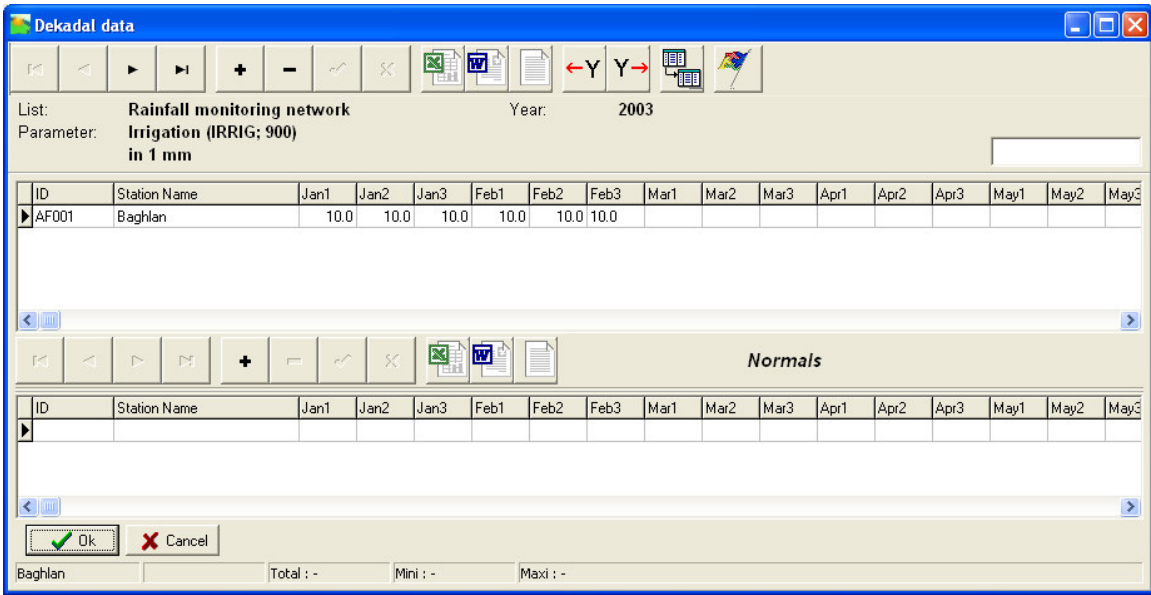 Dekadal data
←Y Y→
List: Rainfall monitoring network Year: 2003
Parameter: Irrigation (IRRIG; 900)
in 1 mm
ID Station Name Jan1 Jan2 Jan3 Feb1 Feb2 Feb3 Mar1 Mar2 Mar3 Apr1 Apr2 Apr3 May1 May2 May3
AF001 Baghlan 10.0 10.0 10.0 10.0 10.0 10.0
Normals
ID Station Name Jan1 Jan2 Jan3 Feb1 Feb2 Feb3 Mar1 Mar2 Mar3 Apr1 Apr2 Apr3 May1 May2 May3
Ok Cancel
Baghlan Total : - Mini : - Maxi : -